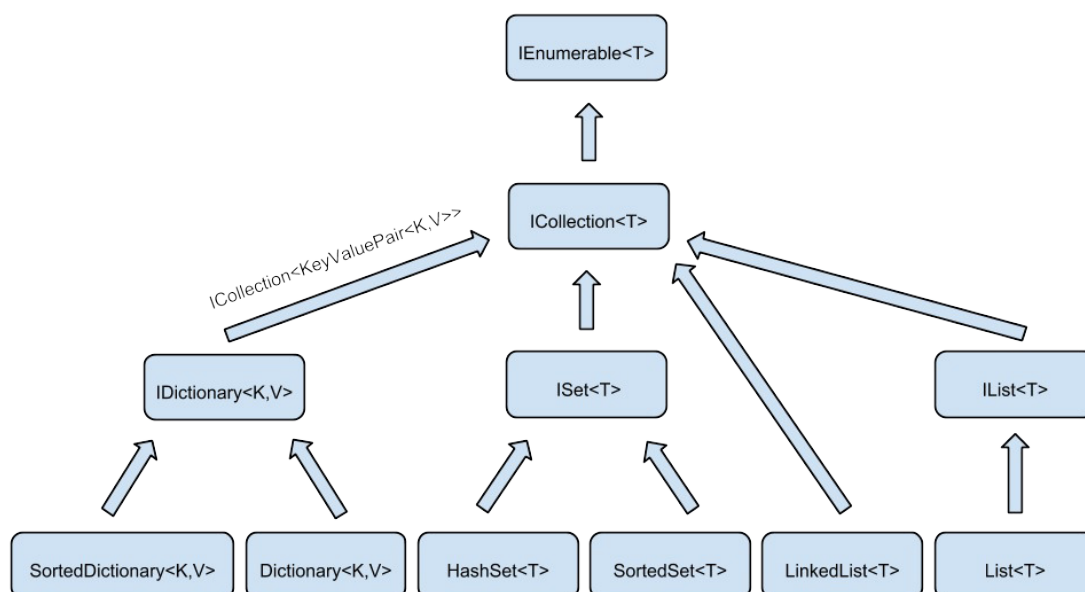 IEnumerable<T>
ICollection<T>
ICollection<KeyValuePair<K,V>>
IDictionary<K,V>
ISet<T>
IList<T>
SortedDictionary<K,V>
Dictionary<K,V>
HashSet<T>
SortedSet<T>
LinkedList<T>
List<T>